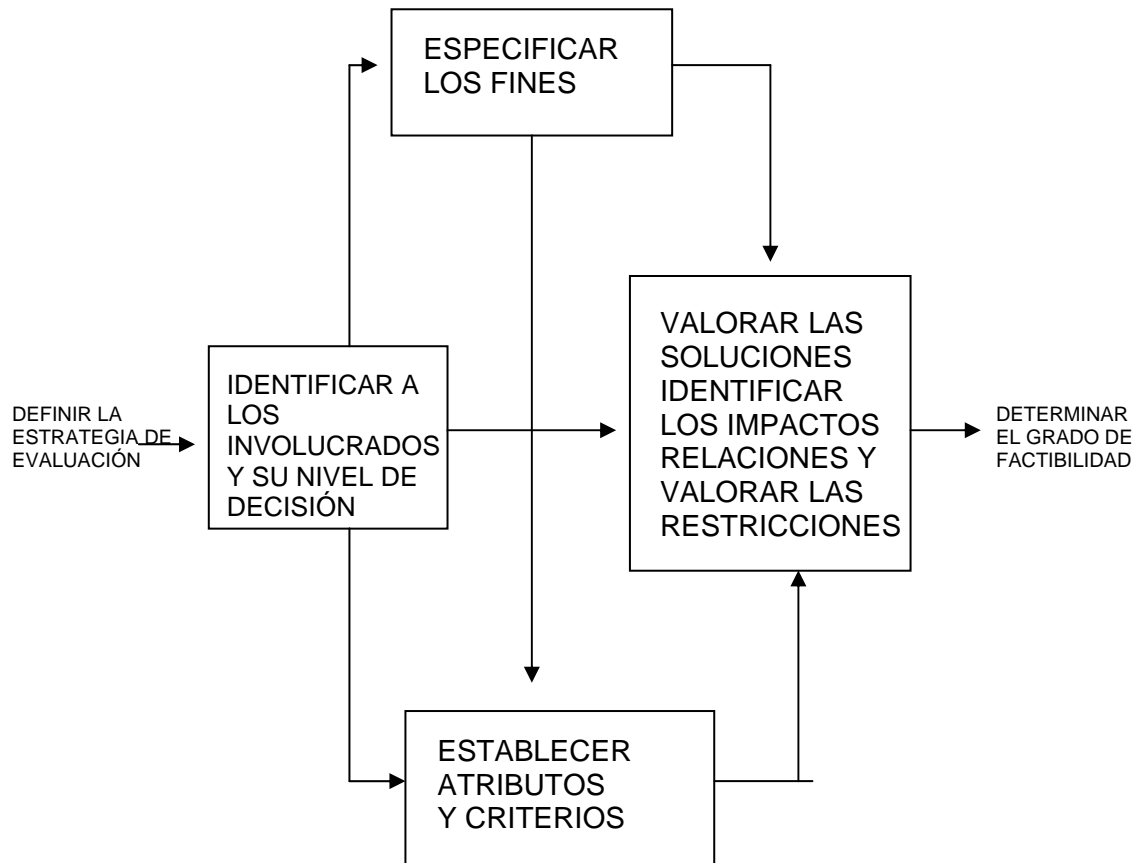 ESPECIFICAR
LOS FINES
DEFINIR LA
ESTRATEGIA DE
EVALUACIÓN
IDENTIFICAR A
LOS
INVOLUCRADOS
Y SU NIVEL DE
DECISIÓN
VALORAR LAS
SOLUCIONES
IDENTIFICAR
LOS IMPACTOS
RELACIONES Y
VALORAR LAS
RESTRICCIONES
DETERMINAR
EL GRADO DE
FACTIBILIDAD
ESTABLECER
ATRIBUTOS
Y CRITERIOS